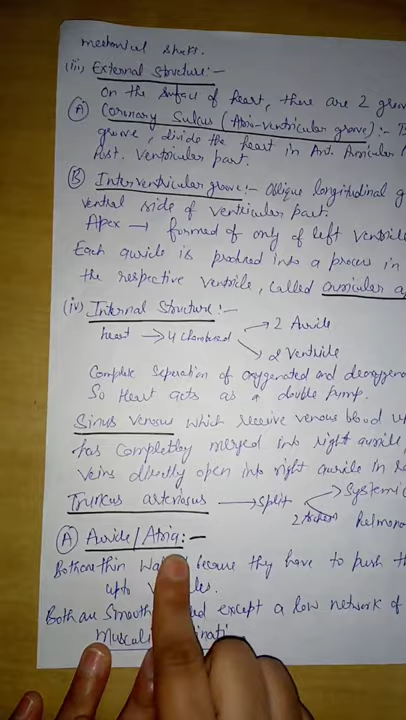 mechanical shock.
(iii) External Structure:-
On the surface of heart, there are 2 groo
(A) Coronary Sulcus (Atrio-ventricular groove):-
groove, divide the heart in Ant. Auricular
Post. Ventricular part.
(B) Interventricular groove:- Oblique longitudinal g
ventral side of ventricular part.
Apex → formed of only of left ventricle
Each auricle is produced into a process in
the respective ventricle, called auricular a
(iv) Internal Structure:-
heart → 4 chambered → 2 Auricle
→ 2 Ventricle
Complete Separation of oxygenated and deoxygena
So Heart acts as a double pump.
Sinus Venosus which receive venous blood
has completley merged into right auricle,
Veins directly open into right auricle in
Truncus arteriosus → split → Systemic
2
(A) Auricle/Atria:-
Both are thin because they have to push
upto
Both are Smooth except a low network of